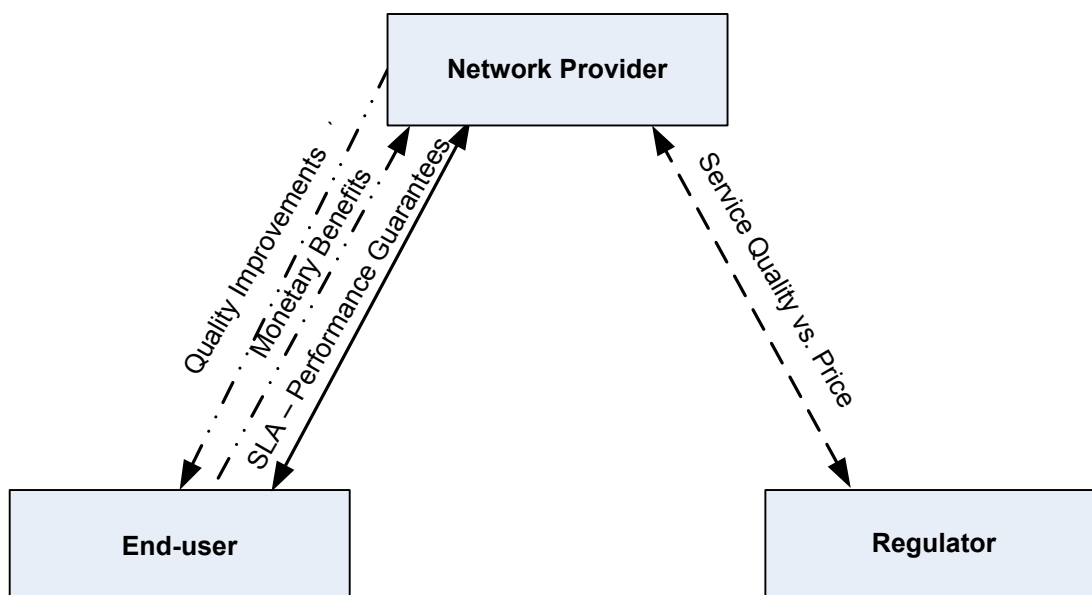 Network Provider
Quality Improvements
Monetary Benefits
SLA – Performance Guarantees
Service Quality vs. Price
End-user
Regulator